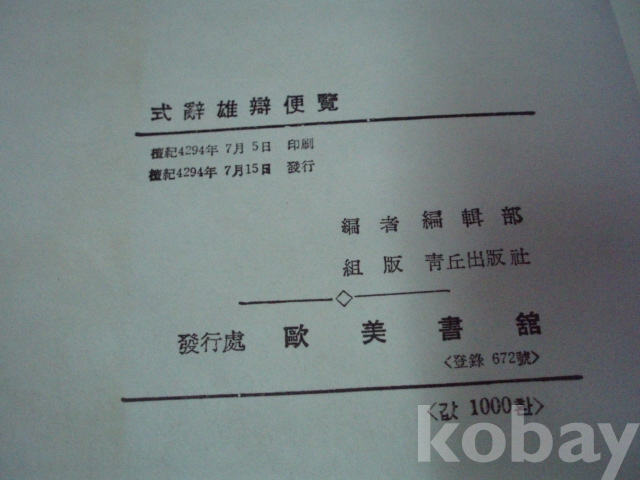 式辭雄辯便覽
檀紀4294年 7月 5日 印刷
檀紀4294年 7月15日 發行
編者 編輯部
組版 靑丘出版社
發行處 歐美書舘
<登錄 672號>
<값 1000환>
kobay